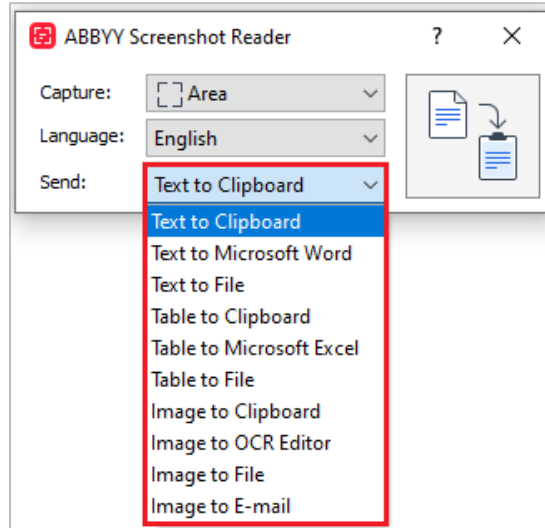 ABBYY Screenshot Reader ? ×
Capture: Area
Language: English
Send: Text to Clipboard
Text to Clipboard
Text to Microsoft Word
Text to File
Table to Clipboard
Table to Microsoft Excel
Table to File
Image to Clipboard
Image to OCR Editor
Image to File
Image to E-mail